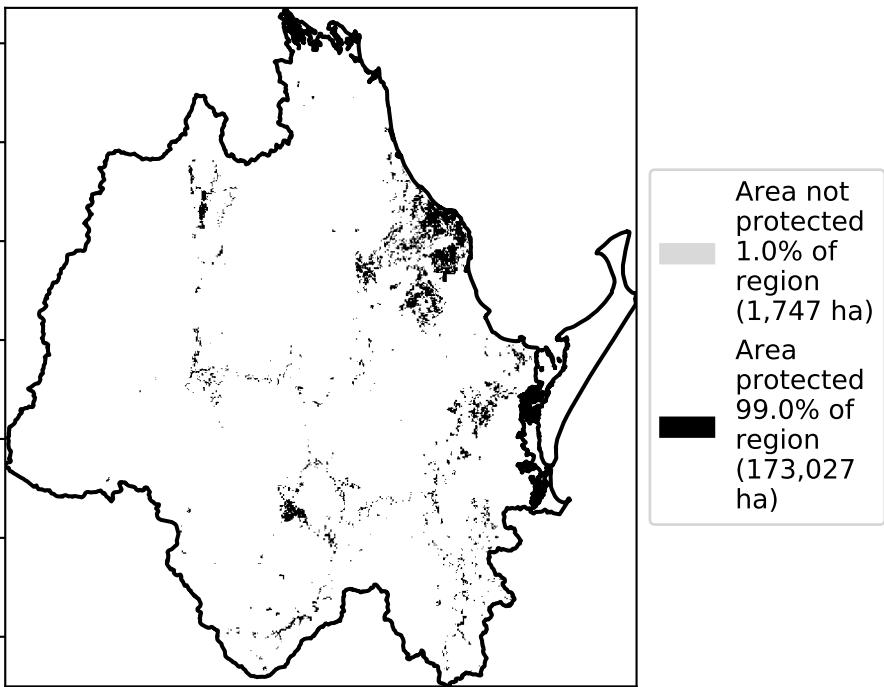 Area not
protected
1.0% of
region
(1,747 ha)
Area
protected
99.0% of
region
(173,027
ha)